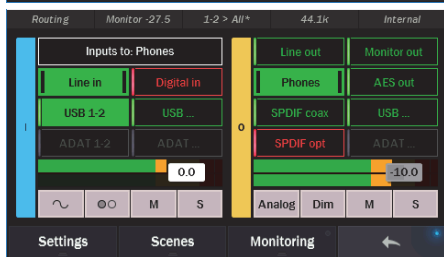 Routing Monitor -27.5 1-2 > All* 44.1k Internal
Inputs to: Phones
Line in Digital in
USB 1-2 USB ...
ADAT 1-2 ADAT ...
0.0
M S
I
O
Line out Monitor out
Phones AES out
SPDIF coax USB ...
SPDIF opt ADAT ...
-10.0
Analog Dim M S
Settings Scenes Monitoring